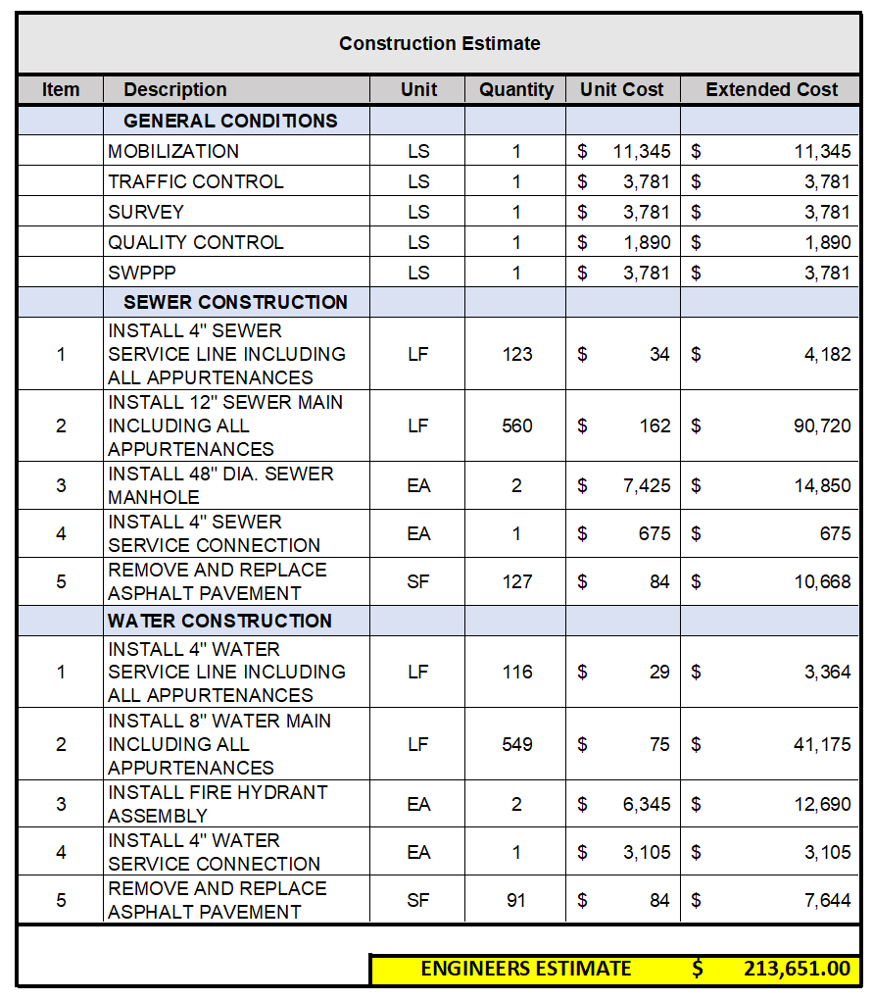 Construction Estimate
Item Description Unit Quantity Unit Cost Extended Cost
GENERAL CONDITIONS
MOBILIZATION LS 1 $ 11,345 $ 11,345
TRAFFIC CONTROL LS 1 $ 3,781 $ 3,781
SURVEY LS 1 $ 3,781 $ 3,781
QUALITY CONTROL LS 1 $ 1,890 $ 1,890
SWPPP LS 1 $ 3,781 $ 3,781
SEWER CONSTRUCTION
INSTALL 4" SEWER
1 SERVICE LINE INCLUDING LF 123 $ 34 $ 4,182
ALL APPURTENANCES
INSTALL 12" SEWER MAIN
2 INCLUDING ALL LF 560 $ 162 $ 90,720
APPURTENANCES
3 INSTALL 48" DIA. SEWER EA 2 $ 7,425 $ 14,850
MANHOLE
4 INSTALL 4" SEWER EA 1 $ 675 $ 675
SERVICE CONNECTION
5 REMOVE AND REPLACE SF 127 $ 84 $ 10,668
ASPHALT PAVEMENT
WATER CONSTRUCTION
INSTALL 4" WATER
1 SERVICE LINE INCLUDING LF 116 $ 29 $ 3,364
ALL APPURTENANCES
INSTALL 8" WATER MAIN
2 INCLUDING ALL LF 549 $ 75 $ 41,175
APPURTENANCES
3 INSTALL FIRE HYDRANT EA 2 $ 6,345 $ 12,690
ASSEMBLY
4 INSTALL 4" WATER EA 1 $ 3,105 $ 3,105
SERVICE CONNECTION
5 REMOVE AND REPLACE SF 91 $ 84 $ 7,644
ASPHALT PAVEMENT
ENGINEERS ESTIMATE $ 213,651.00